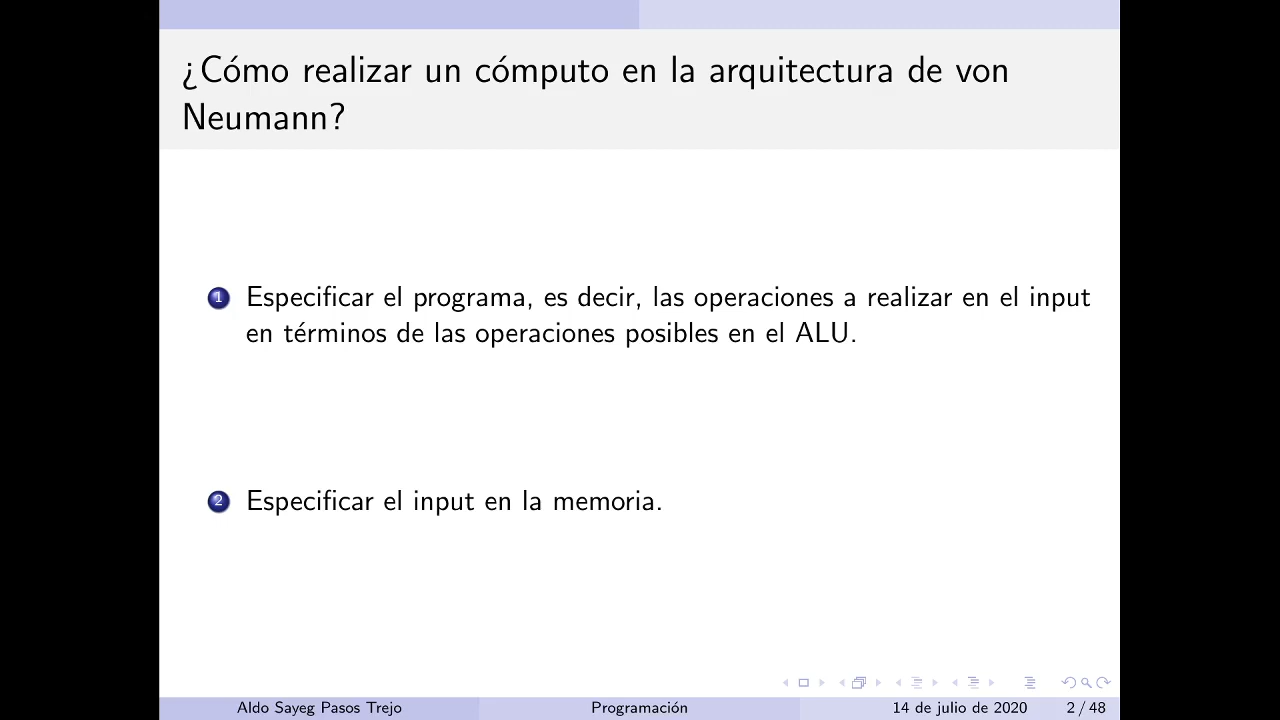 ¿Cómo realizar un cómputo en la arquitectura de von
Neumann?
1 Especificar el programa, es decir, las operaciones a realizar en el input
en términos de las operaciones posibles en el ALU.
2 Especificar el input en la memoria.
Aldo Sayeg Pasos Trejo Programación 14 de julio de 2020 2 / 48